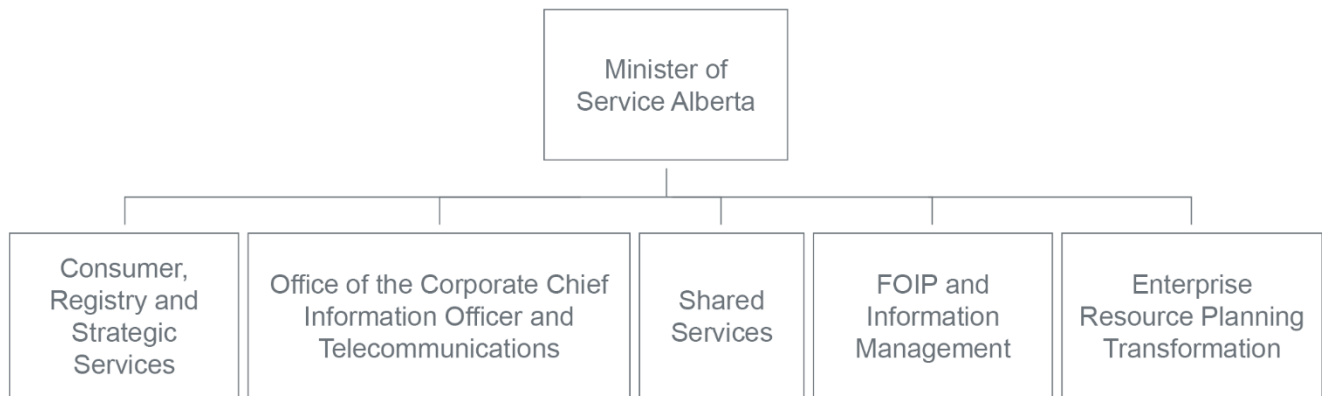 Minister of
Service Alberta
Consumer,
Registry and
Strategic
Services
Office of the Corporate Chief
Information Officer and
Telecommunications
Shared
Services
FOIP and
Information
Management
Enterprise
Resource Planning
Transformation